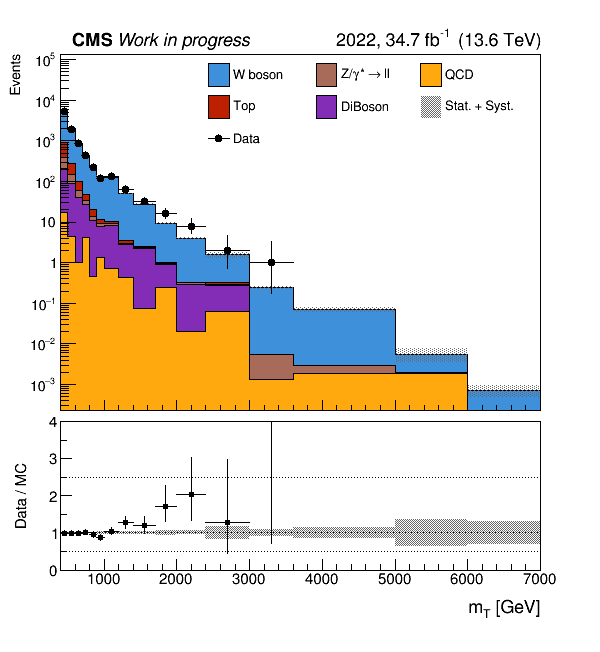 CMS Work in progress 2022, 34.7 fb⁻¹ (13.6 TeV)
Events
10⁵
10⁴
10³
10²
10
1
10⁻¹
10⁻²
10⁻³
W boson Z/γ* → ll QCD
Top DiBoson Stat. + Syst.
Data
Data / MC
4
3
2
1
0
1000 2000 3000 4000 5000 6000 7000
m_T [GeV]